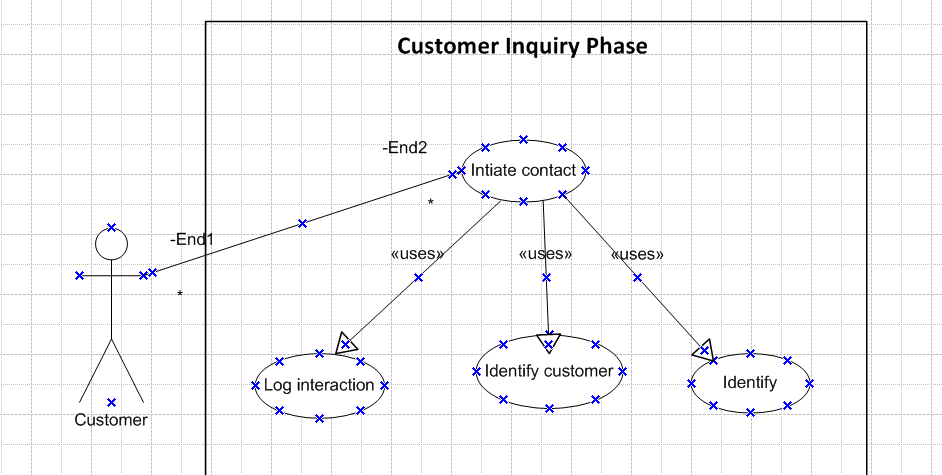 Customer Inquiry Phase
-End2
Intiate contact
*
-End1
«uses»
«uses»
«uses»
*
Log interaction
Identify customer
Identify
Customer